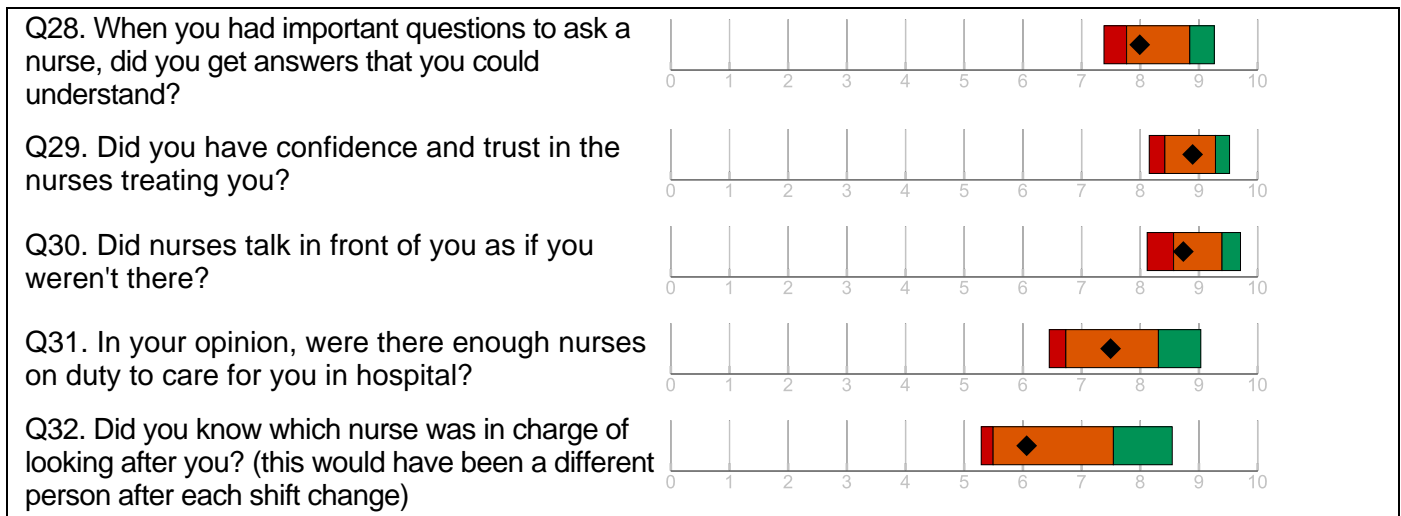 Q28. When you had important questions to ask a
nurse, did you get answers that you could
understand?
0 1 2 3 4 5 6 7 8 9 10
Q29. Did you have confidence and trust in the
nurses treating you?
0 1 2 3 4 5 6 7 8 9 10
Q30. Did nurses talk in front of you as if you
weren't there?
0 1 2 3 4 5 6 7 8 9 10
Q31. In your opinion, were there enough nurses
on duty to care for you in hospital?
0 1 2 3 4 5 6 7 8 9 10
Q32. Did you know which nurse was in charge of
looking after you? (this would have been a different
person after each shift change)
0 1 2 3 4 5 6 7 8 9 10